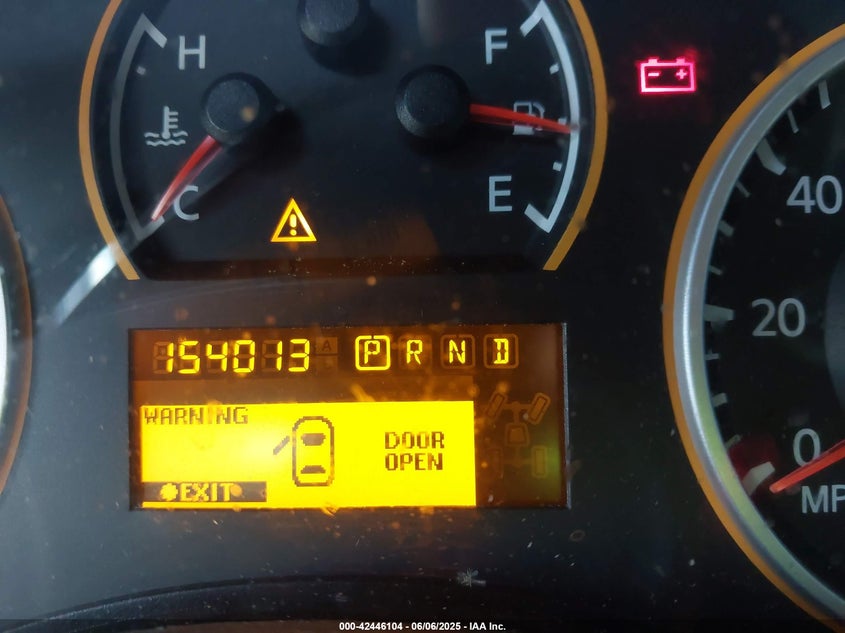 H
F
C
E
40
20
0
MP
154013 P R N D
WARNING
DOOR
OPEN
EXIT
000-42446104 - 06/06/2025 - IAA Inc.